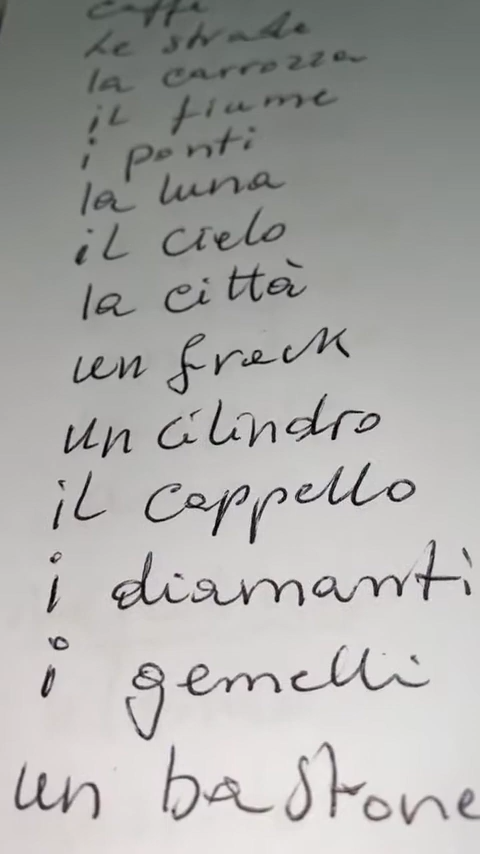 caffè
Le strade
la carrozza
il fiume
i ponti
la luna
il cielo
la città
un frack
un cilindro
il cappello
i diamanti
i gemelli
un bastone